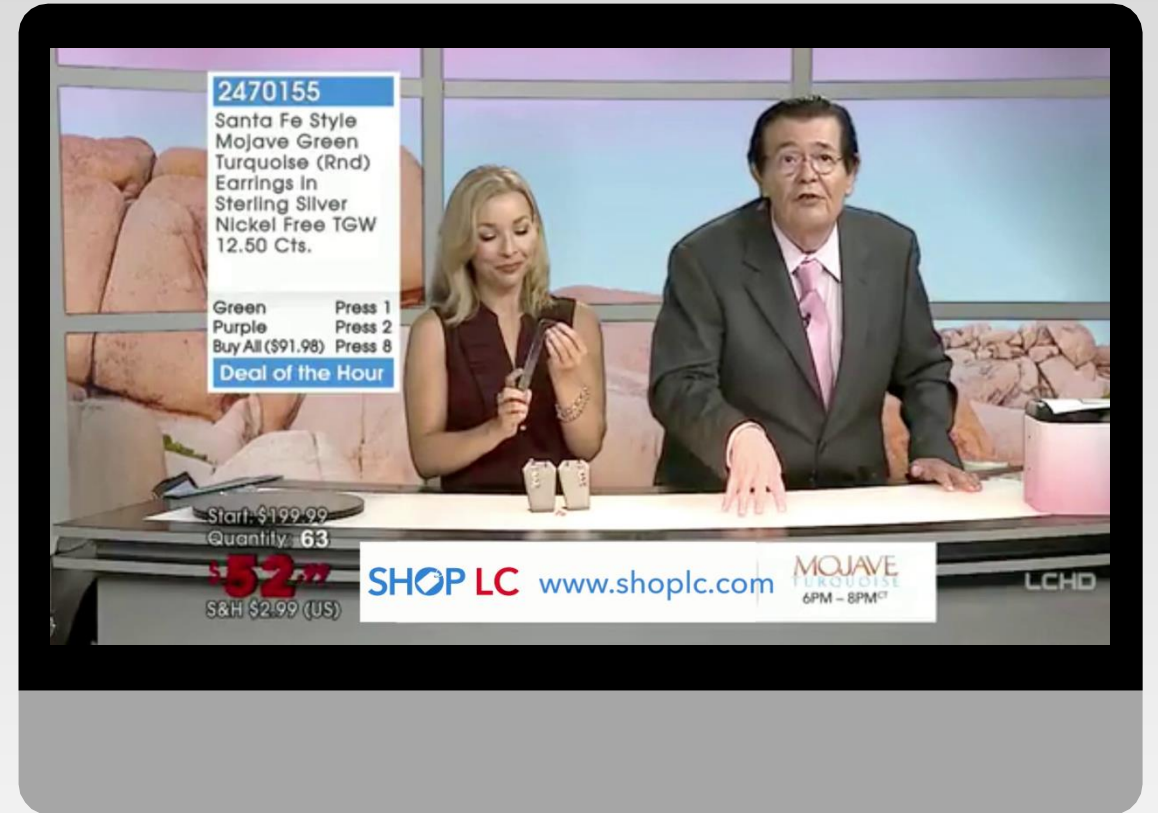 2470155
Santa Fe Style
Mojave Green
Turquoise (Rnd)
Earrings in
Sterling Silver
Nickel Free TGW
12.50 Cts.
Green Press 1
Purple Press 2
Buy All ($91.98) Press 8
Deal of the Hour
Start: $199.99
Quantity: 63
$52.99
S&H $2.99 (US)
SHOP LC www.shoplc.com
MOJAVE
TURQUOISE
6PM – 8PM CT
LCHD